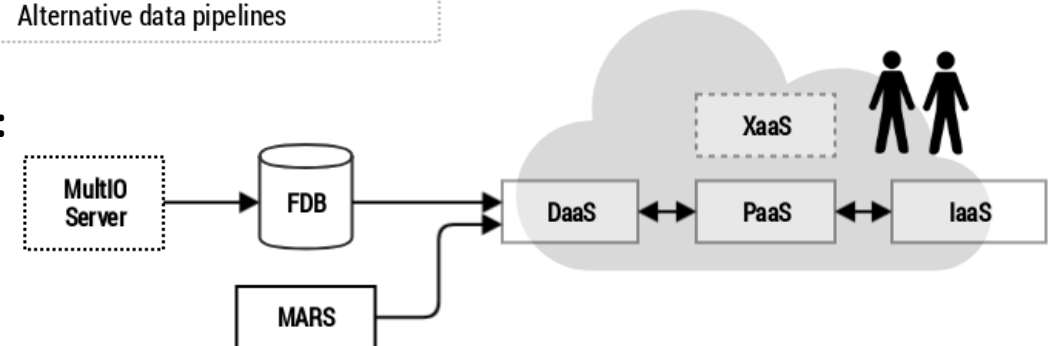 Alternative data pipelines
:
XaaS
MultIO
Server
FDB
DaaS
PaaS
IaaS
MARS